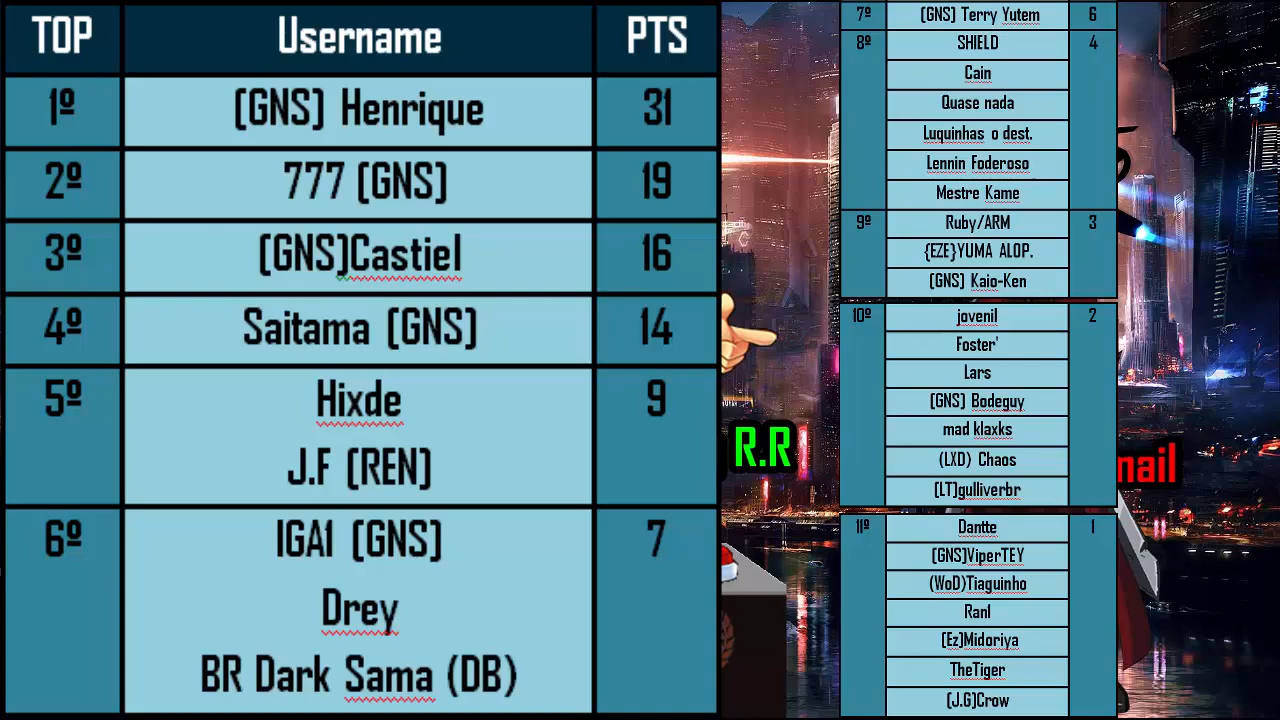 TOP Username PTS
1º [GNS] Henrique 31
2º 777 [GNS] 19
3º [GNS]Castiel 16
4º Saitama [GNS] 14
5º Hixde 9
J.F [REN]
6º IGA1 [GNS] 7
Drey
BR Dark Sama (DB)
R.R
7º [GNS] Terry Yutem 6
8º SHIELD 4
Cain
Quase nada
Luquinhas o dest.
Lennin Foderoso
Mestre Kame
9º Ruby/ARM 3
{EZE}YUMA ALOP.
[GNS] Kaio-Ken
10º jovenil 2
Foster'
Lars
[GNS] Bodeguy
mad klaxks
(LXD) Chaos
[LT]gulliverbr
11º Dantte 1
[GNS]ViperTEY
(WoD)Tiaguinho
Ranl
[Ez]Midoriya
TheTiger
[J.G]Crow